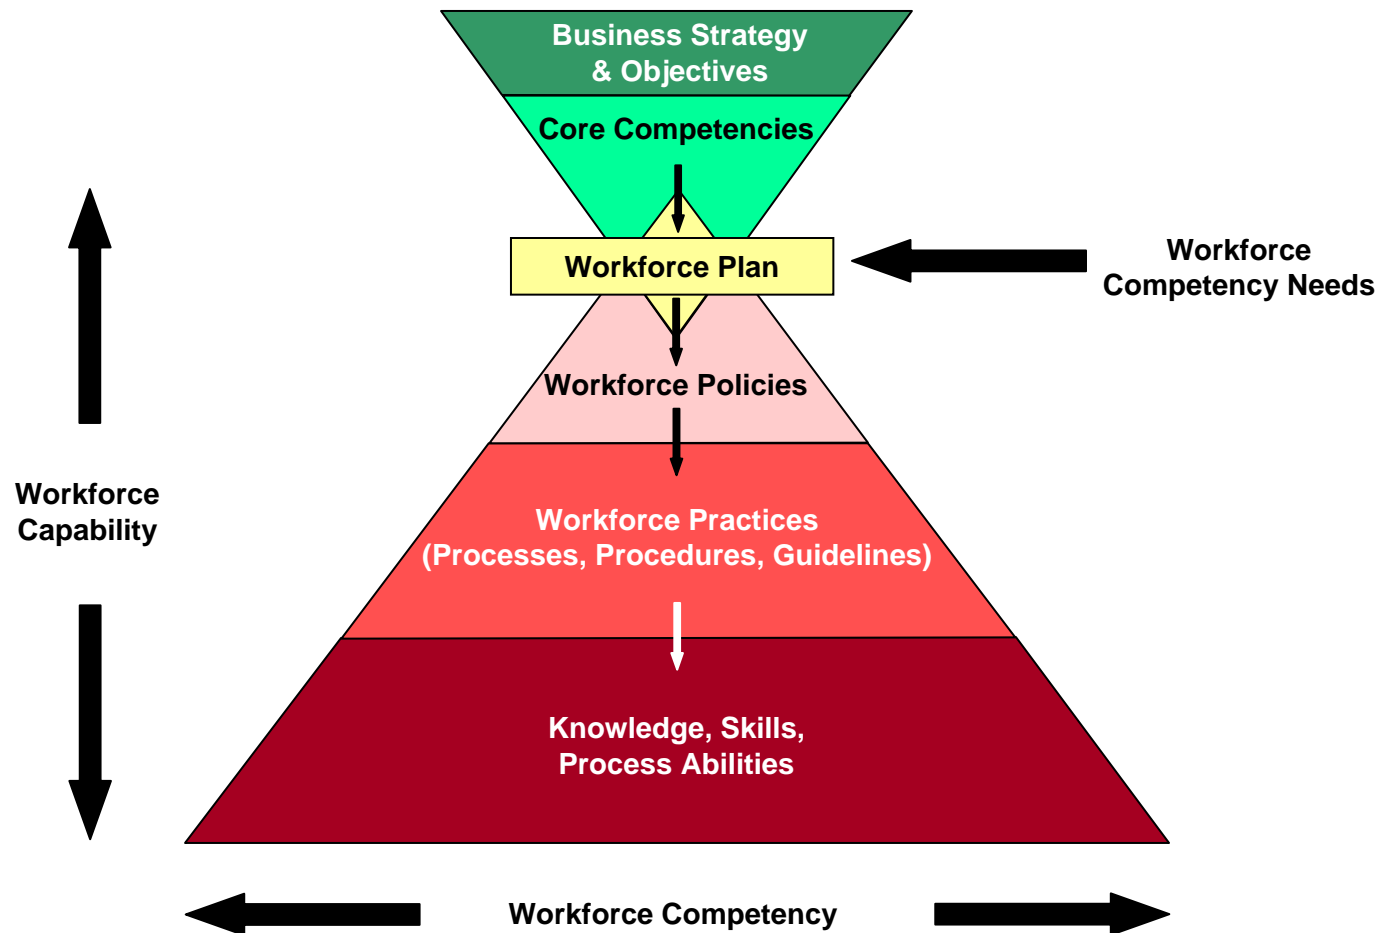 Business Strategy
& Objectives
Core Competencies
Workforce Plan
Workforce
Competency Needs
Workforce Policies
Workforce
Capability
Workforce Practices
(Processes, Procedures, Guidelines)
Knowledge, Skills,
Process Abilities
Workforce Competency